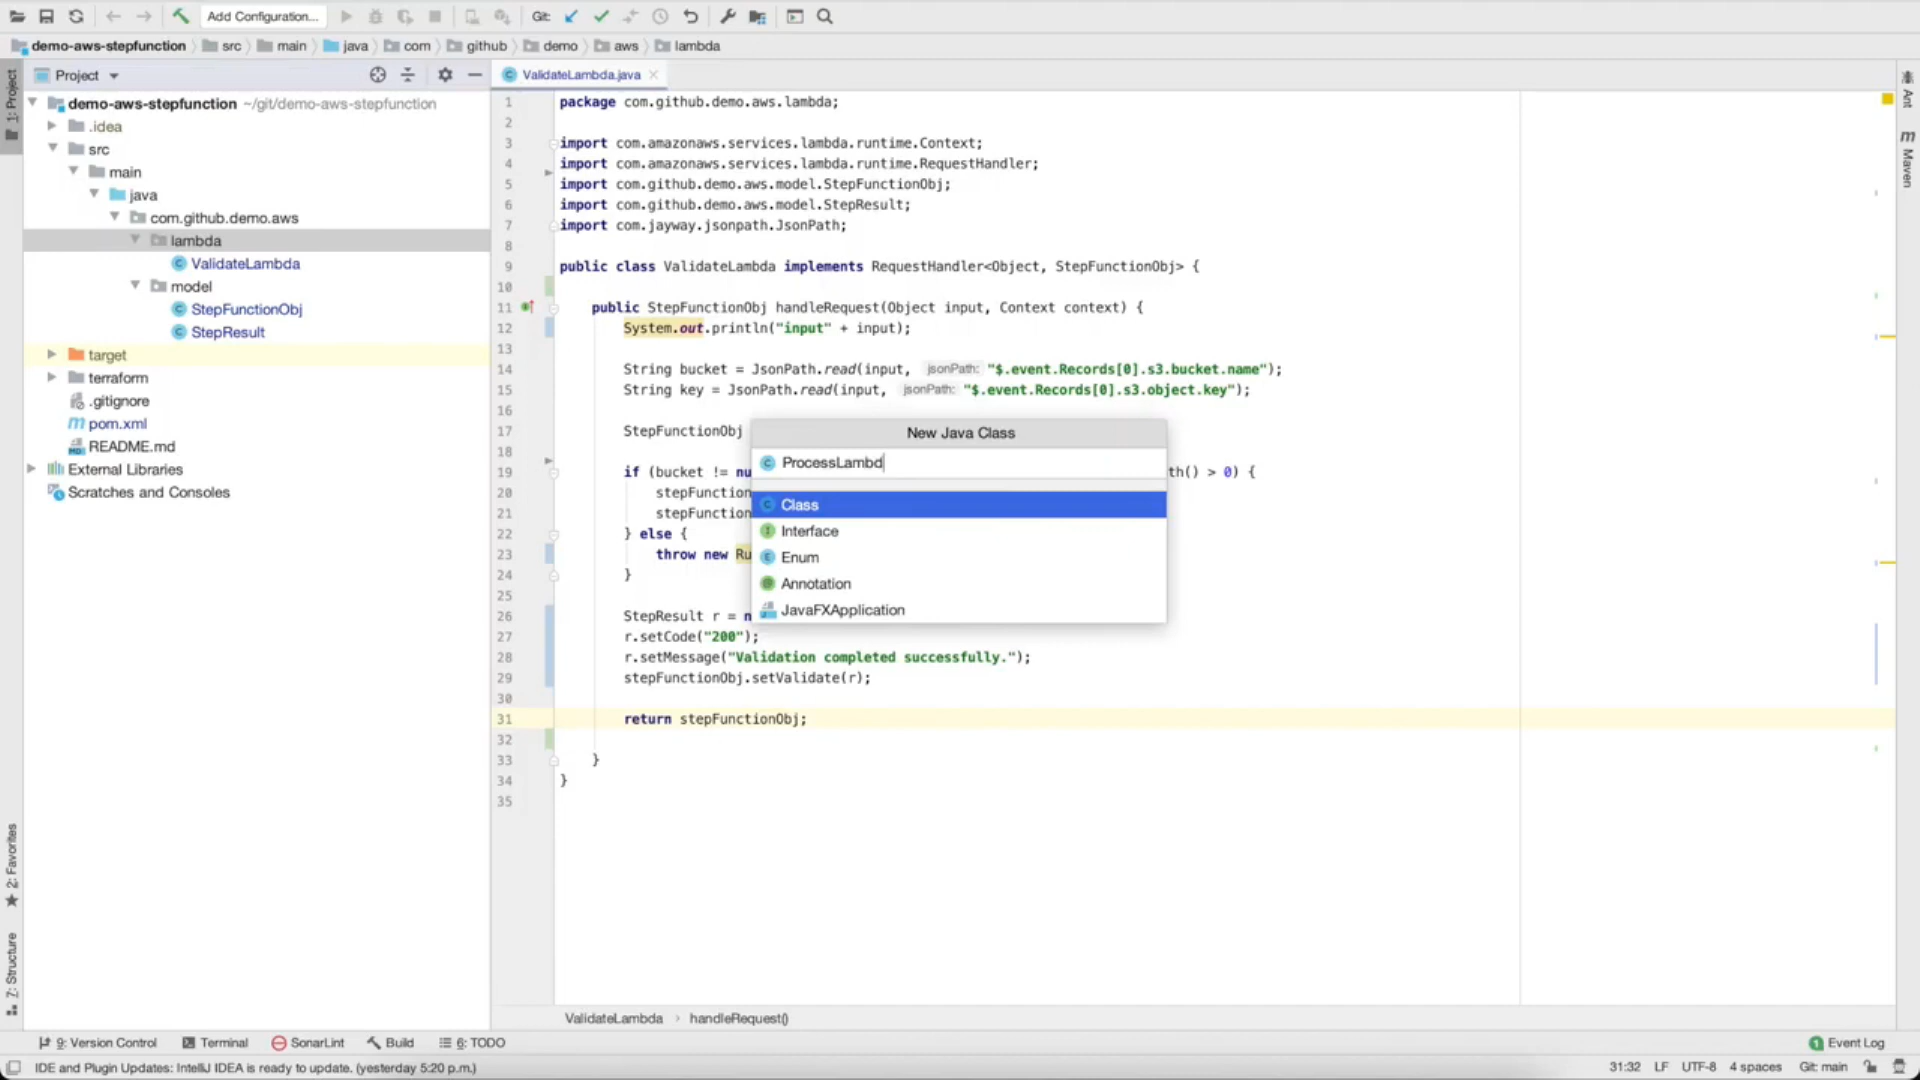 Add Configuration...
Git:
demo-aws-stepfunction
src
main
java
com
github
demo
aws
lambda
1: Project
Project
demo-aws-stepfunction ~/git/demo-aws-stepfunction
.idea
src
main
java
com.github.demo.aws
lambda
ValidateLambda
model
StepFunctionObj
StepResult
target
terraform
.gitignore
m pom.xml
MD README.md
External Libraries
Scratches and Consoles
2: Favorites
Z: Structure
ValidateLambda.java
1 package com.github.demo.aws.lambda;
2
3 import com.amazonaws.services.lambda.runtime.Context;
4 import com.amazonaws.services.lambda.runtime.RequestHandler;
5 import com.github.demo.aws.model.StepFunctionObj;
6 import com.github.demo.aws.model.StepResult;
7 import com.jayway.jsonpath.JsonPath;
8
9 public class ValidateLambda implements RequestHandler<Object, StepFunctionObj> {
10
11 public StepFunctionObj handleRequest(Object input, Context context) {
12 System.out.println("input" + input);
13
14 String bucket = JsonPath.read(input, jsonPath: "$.event.Records[0].s3.bucket.name");
15 String key = JsonPath.read(input, jsonPath: "$.event.Records[0].s3.object.key");
16
17 StepFunctionObj
18
19 if (bucket != nu th() > 0) {
20 stepFunction
21 stepFunction
22 } else {
23 throw new Ru
24 }
25
26 StepResult r = n
27 r.setCode("200");
28 r.setMessage("Validation completed successfully.");
29 stepFunctionObj.setValidate(r);
30
31 return stepFunctionObj;
32
33 }
34 }
35
New Java Class
C ProcessLambd
C Class
I Interface
E Enum
@ Annotation
JavaFXApplication
Ant
m Maven
ValidateLambda
handleRequest()
9: Version Control
Terminal
SonarLint
Build
6: TODO
1 Event Log
IDE and Plugin Updates: IntelliJ IDEA is ready to update. (yesterday 5:20 p.m.)
31:32 LF UTF-8 4 spaces Git: main